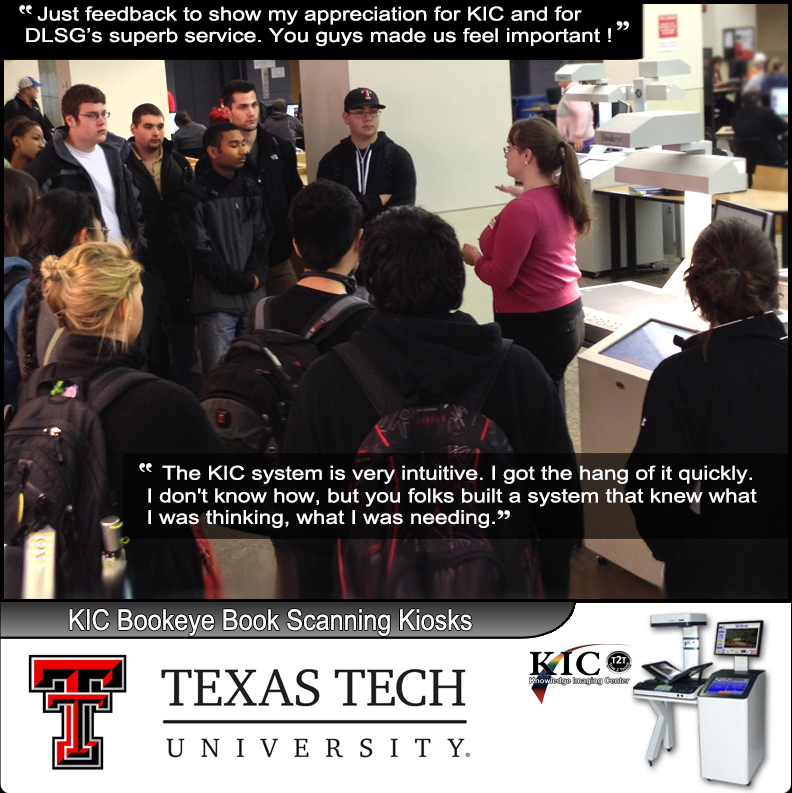 “ Just feedback to show my appreciation for KIC and for
DLSG’s superb service. You guys made us feel important ! ”
Bookeye
“ The KIC system is very intuitive. I got the hang of it quickly.
I don't know how, but you folks built a system that knew what
I was thinking, what I was needing.”
KIC Bookeye Book Scanning Kiosks
TEXAS TECH
UNIVERSITY.
KIC
T2T
Knowledge Imaging Center